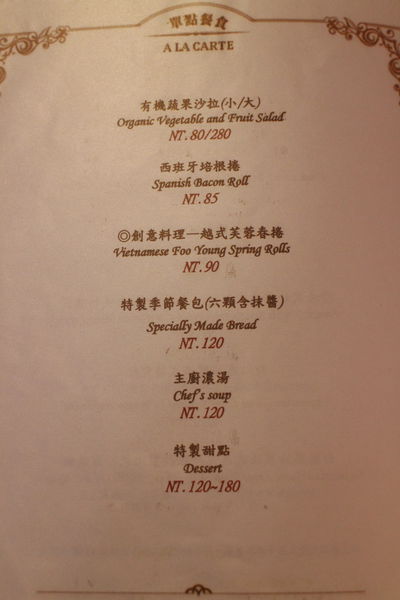 單點餐食
A LA CARTE
有機蔬果沙拉(小/大)
Organic Vegetable and Fruit Salad
NT. 80/280
西班牙培根捲
Spanish Bacon Roll
NT. 85
◎創意料理—越式芙蓉春捲
Vietnamese Foo Young Spring Rolls
NT. 90
特製季節餐包(六顆含抹醬)
Specially Made Bread
NT. 120
主廚濃湯
Chef's soup
NT. 120
特製甜點
Dessert
NT. 120~180